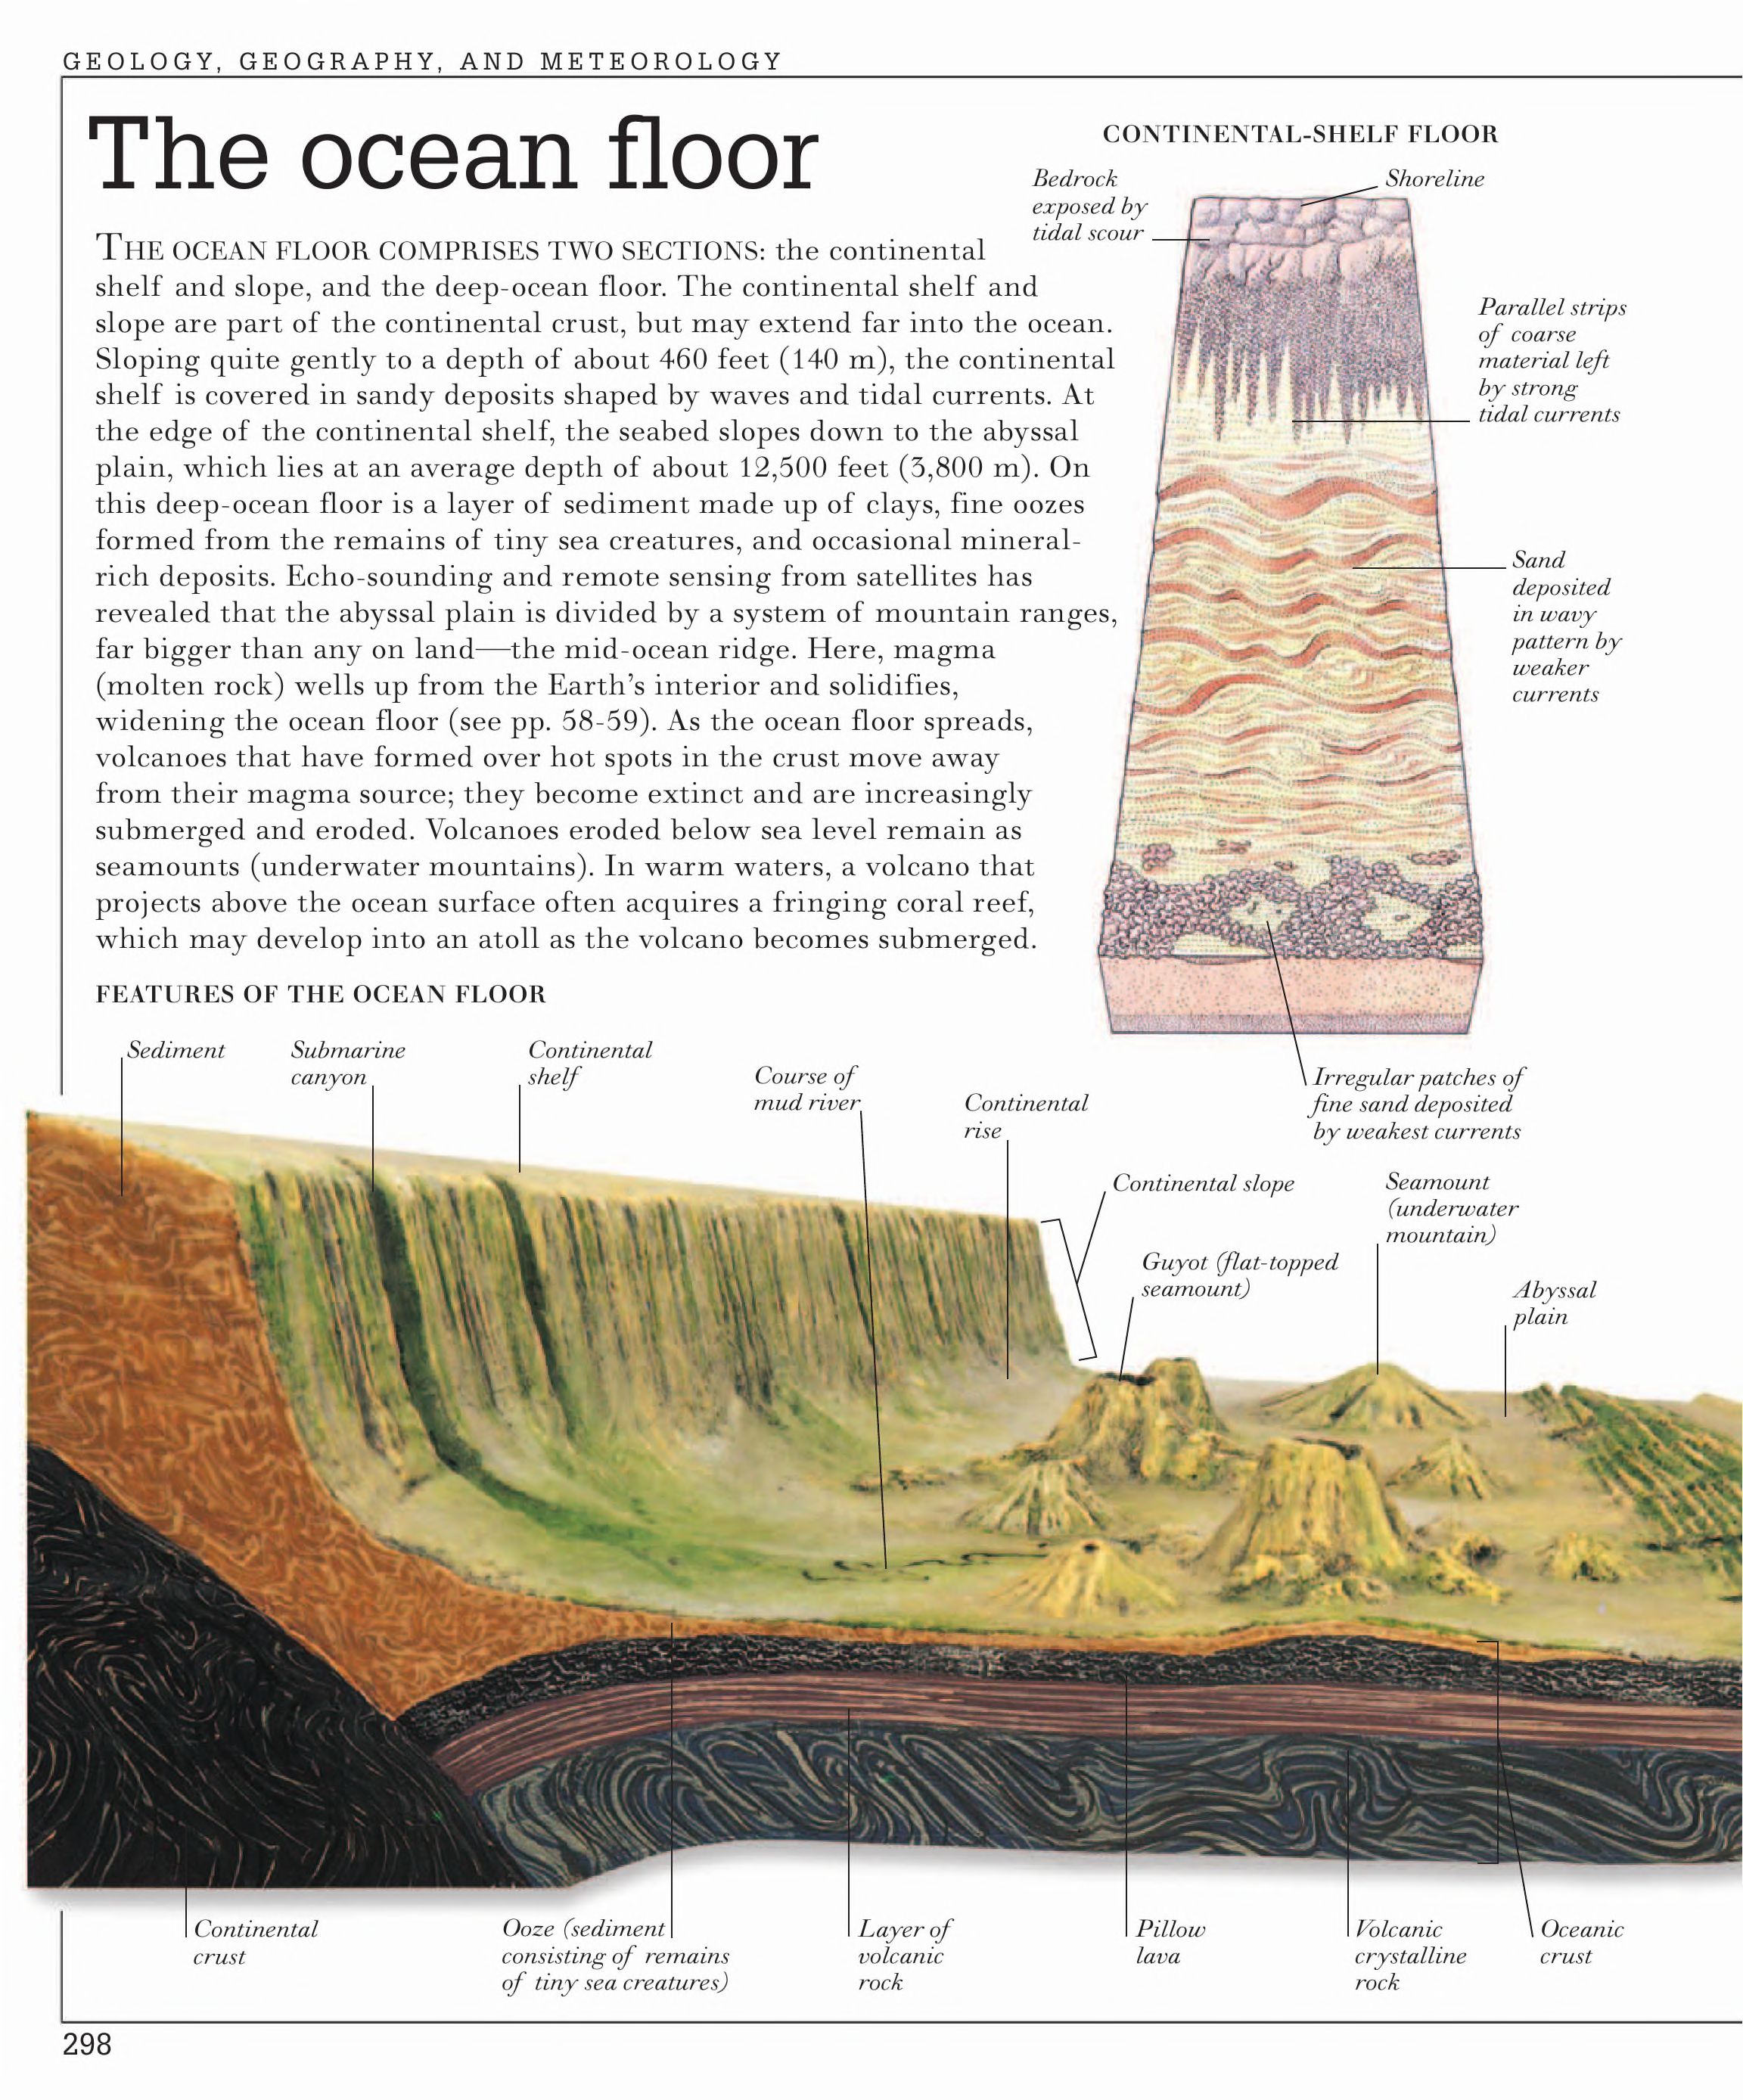 GEOLOGY, GEOGRAPHY, AND METEOROLOGY
The ocean floor
THE OCEAN FLOOR COMPRISES TWO SECTIONS: the continental
shelf and slope, and the deep-ocean floor. The continental shelf and
slope are part of the continental crust, but may extend far into the ocean.
Sloping quite gently to a depth of about 460 feet (140 m), the continental
shelf is covered in sandy deposits shaped by waves and tidal currents. At
the edge of the continental shelf, the seabed slopes down to the abyssal
plain, which lies at an average depth of about 12,500 feet (3,800 m). On
this deep-ocean floor is a layer of sediment made up of clays, fine oozes
formed from the remains of tiny sea creatures, and occasional mineral-
rich deposits. Echo-sounding and remote sensing from satellites has
revealed that the abyssal plain is divided by a system of mountain ranges,
far bigger than any on land—the mid-ocean ridge. Here, magma
(molten rock) wells up from the Earth's interior and solidifies,
widening the ocean floor (see pp. 58-59). As the ocean floor spreads,
volcanoes that have formed over hot spots in the crust move away
from their magma source; they become extinct and are increasingly
submerged and eroded. Volcanoes eroded below sea level remain as
seamounts (underwater mountains). In warm waters, a volcano that
projects above the ocean surface often acquires a fringing coral reef,
which may develop into an atoll as the volcano becomes submerged.
CONTINENTAL-SHELF FLOOR
Bedrock
exposed by
tidal scour
Shoreline
Parallel strips
of coarse
material left
by strong
tidal currents
Sand
deposited
in wavy
pattern by
weaker
currents
Irregular patches of
fine sand deposited
by weakest currents
FEATURES OF THE OCEAN FLOOR
Sediment
Submarine
canyon
Continental
shelf
Course of
mud river
Continental
rise
Continental slope
Guyot (flat-topped
seamount)
Seamount
(underwater
mountain)
Abyssal
plain
Continental
crust
Ooze (sediment
consisting of remains
of tiny sea creatures)
Layer of
volcanic
rock
Pillow
lava
Volcanic
crystalline
rock
Oceanic
crust
298